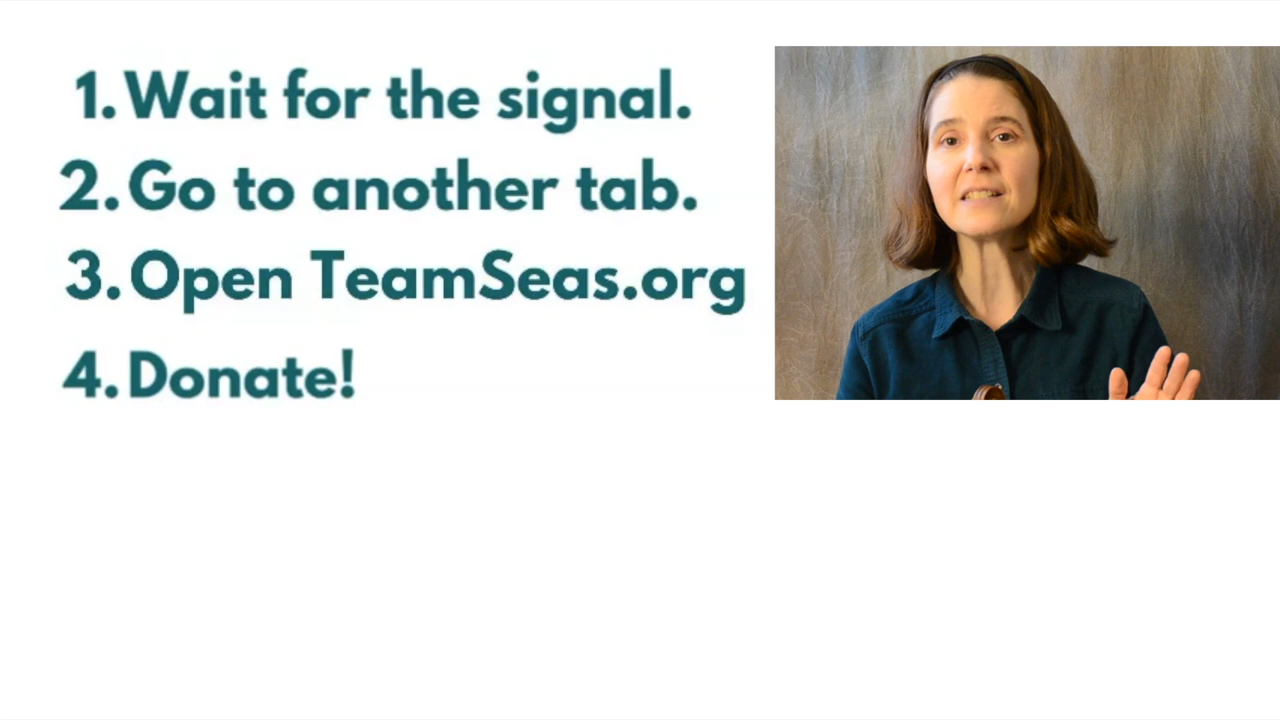 1. Wait for the signal.
2. Go to another tab.
3. Open TeamSeas.org
4. Donate!